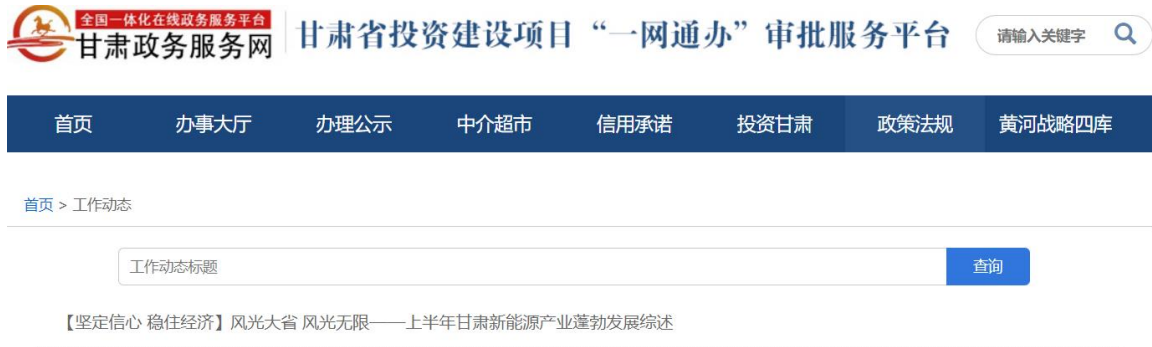 全国一体化在线政务服务平台
甘肃政务服务网
甘肃省投资建设项目“一网通办”审批服务平台
请输入关键字
首页 办事大厅 办理公示 中介超市 信用承诺 投资甘肃 政策法规 黄河战略四库
首页 > 工作动态
工作动态标题 查询
【坚定信心 稳住经济】风光大省 风光无限——上半年甘肃新能源产业蓬勃发展综述